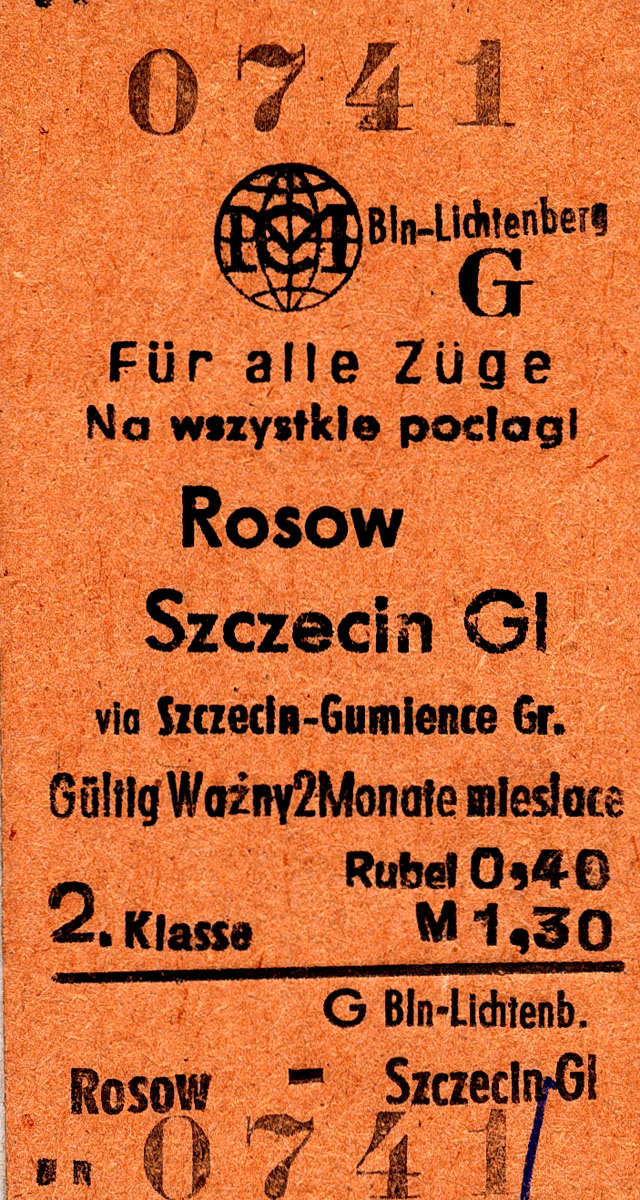 0741
MCP Bln-Lichtenberg
G
Für alle Züge
Na wszystkie pociagi
Rosow
Szczecin Gl
via Szczecin-Gumience Gr.
Gültig Ważny 2 Monate miesiace
Rubel 0,40
2. Klasse M 1,30
G Bln-Lichtenb.
Rosow - Szczecin Gl
0741